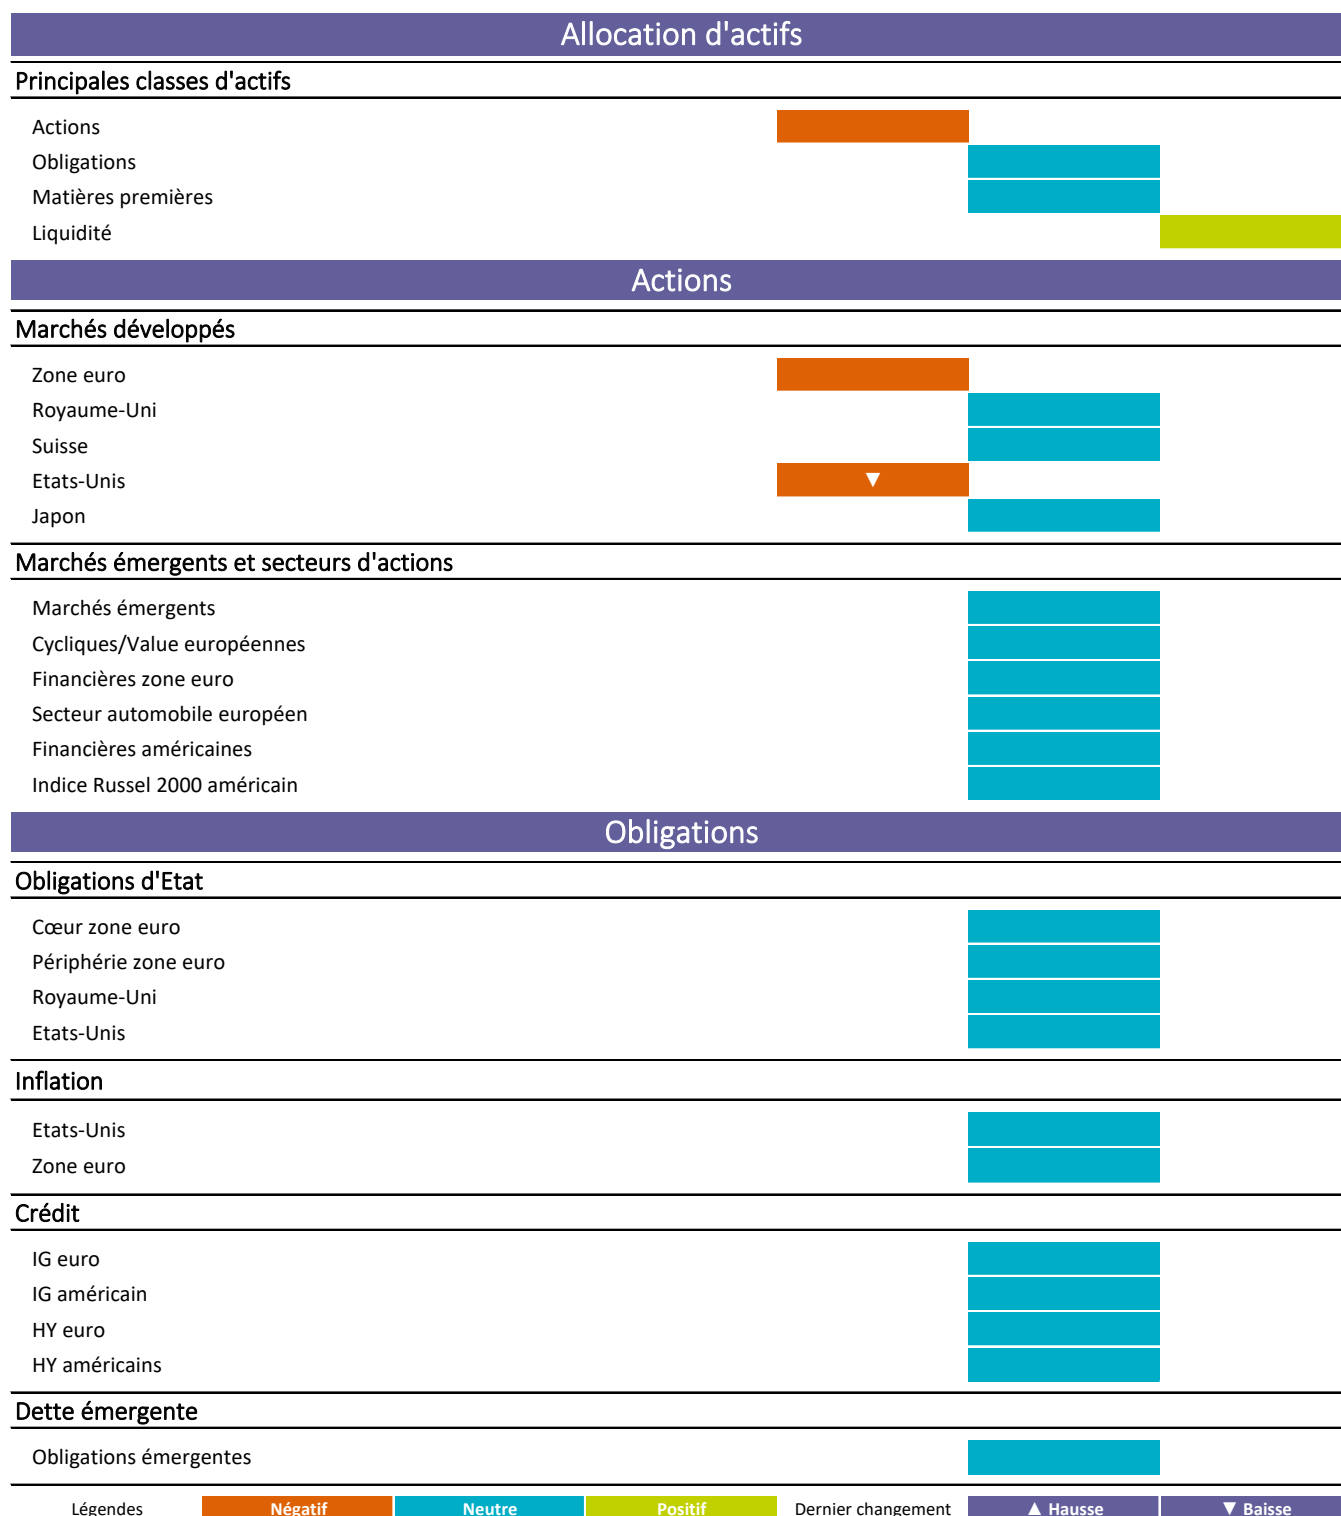 Allocation d'actifs
Principales classes d'actifs
Actions
Obligations
Matières premières
Liquidité
Actions
Marchés développés
Zone euro
Royaume-Uni
Suisse
Etats-Unis ▼
Japon
Marchés émergents et secteurs d'actions
Marchés émergents
Cycliques/Value européennes
Financières zone euro
Secteur automobile européen
Financières américaines
Indice Russel 2000 américain
Obligations
Obligations d'Etat
Cœur zone euro
Périphérie zone euro
Royaume-Uni
Etats-Unis
Inflation
Etats-Unis
Zone euro
Crédit
IG euro
IG américain
HY euro
HY américains
Dette émergente
Obligations émergentes
Légendes Négatif Neutre Positif Dernier changement ▲ Hausse ▼ Baisse